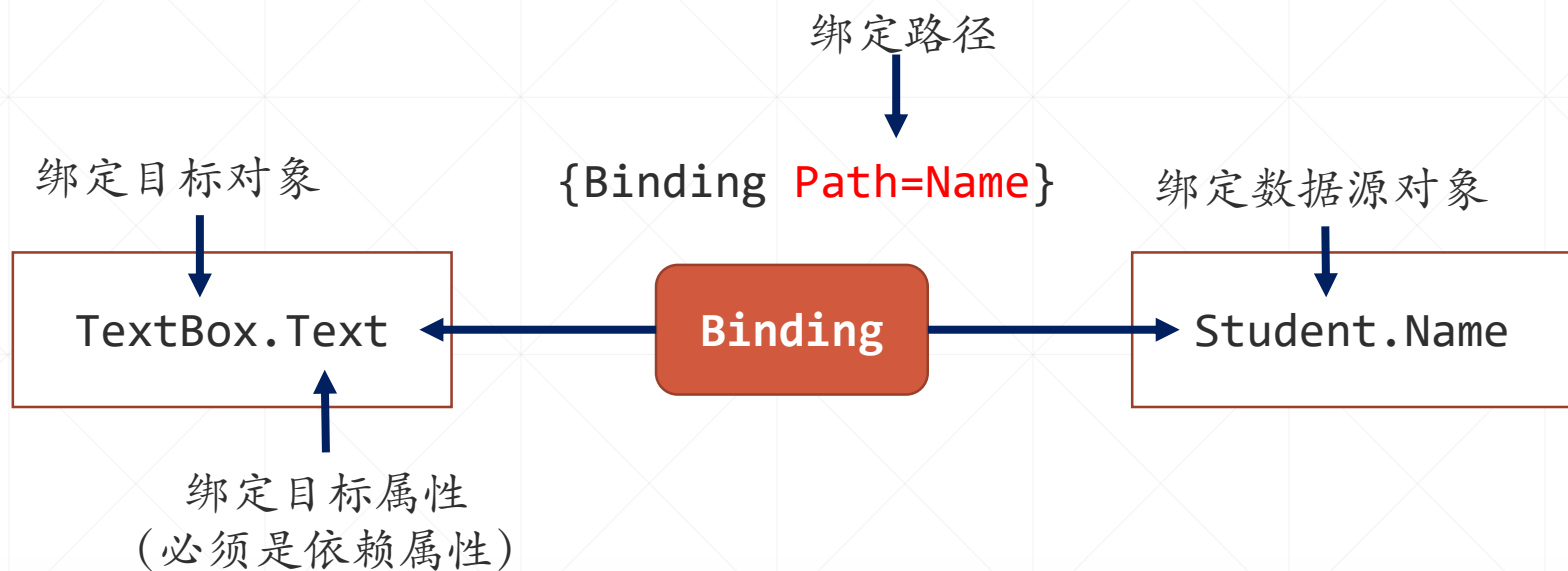 绑定路径
绑定目标对象
{Binding Path=Name}
绑定数据源对象
TextBox.Text
Binding
Student.Name
绑定目标属性
(必须是依赖属性)